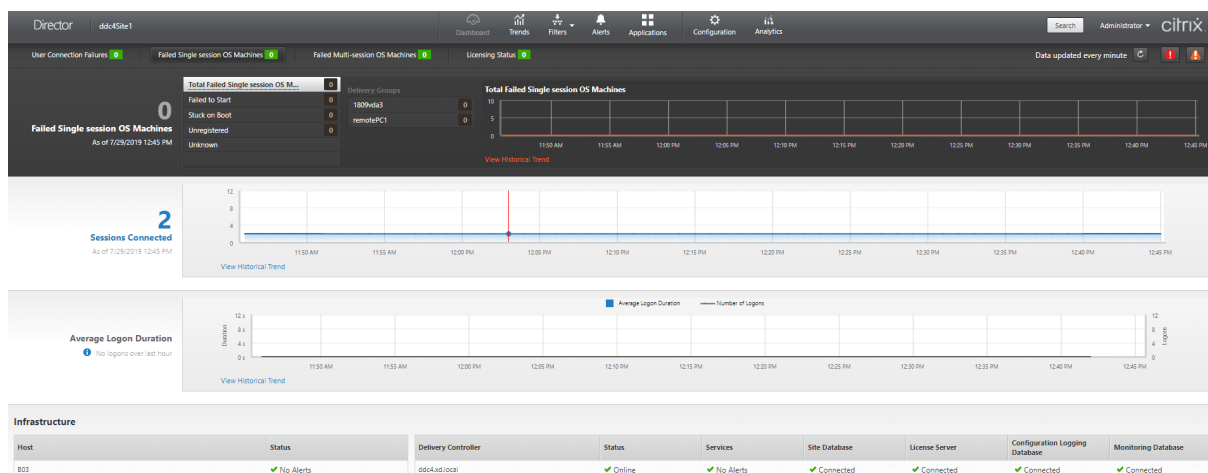 Director ddc4Site1
Dashboard Trends Filters Alerts Applications Configuration Analytics
Search Administrator citrix
User Connection Failures 0 Failed Single session OS Machines 0 Failed Multi-session OS Machines 0 Licensing Status 0
Data updated every minute
0
Failed Single session OS Machines
As of 7/29/2019 12:45 PM
Total Failed Single session OS M... 0
Failed to Start 0
Stuck on Boot 0
Unregistered 0
Unknown
Delivery Groups
1809vda3 0
remotePC1 0
Total Failed Single session OS Machines
10
5
0
11:50 AM 11:55 AM 12:00 PM 12:05 PM 12:10 PM 12:15 PM 12:20 PM 12:25 PM 12:30 PM 12:35 PM 12:40 PM 12:45 PM
View Historical Trend
2
Sessions Connected
As of 7/29/2019 12:45 PM
12
8
4
0
11:50 AM 11:55 AM 12:00 PM 12:05 PM 12:10 PM 12:15 PM 12:20 PM 12:25 PM 12:30 PM 12:35 PM 12:40 PM 12:45 PM
View Historical Trend
Average Logon Duration
No logons over last hour
Average Logon Duration Number of Logons
Duration
12 s
8 s
4 s
0 s
12
8
4
0
Logons
11:50 AM 11:55 AM 12:00 PM 12:05 PM 12:10 PM 12:15 PM 12:20 PM 12:25 PM 12:30 PM 12:35 PM 12:40 PM 12:45 PM
View Historical Trend
Infrastructure
Host Status
B03 No Alerts
Delivery Controller Status Services Site Database License Server Configuration Logging Database Monitoring Database
ddc4.xd.local Online No Alerts Connected Connected Connected Connected